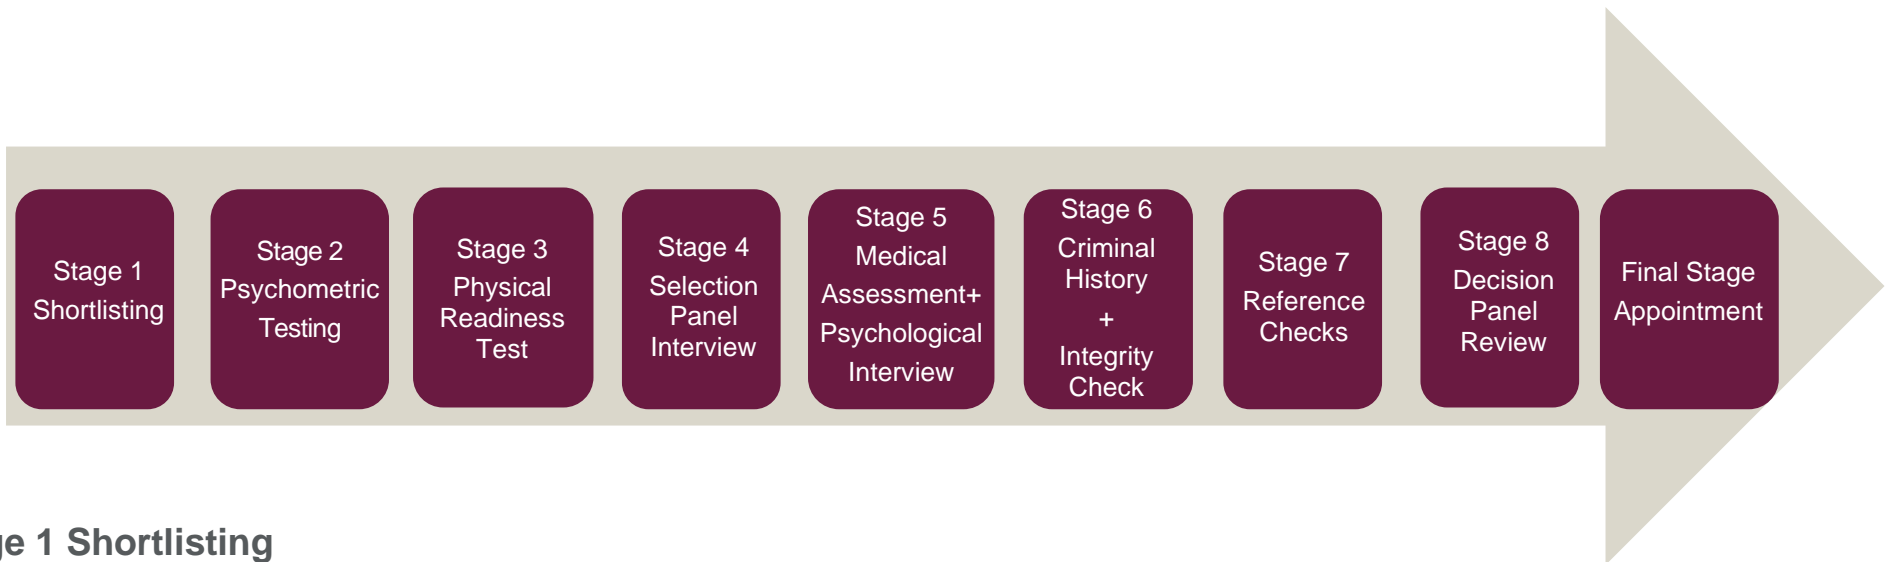 Stage 1
Shortlisting
Stage 2
Psychometric
Testing
Stage 3
Physical
Readiness
Test
Stage 4
Selection
Panel
Interview
Stage 5
Medical
Assessment+
Psychological
Interview
Stage 6
Criminal
History
+
Integrity
Check
Stage 7
Reference
Checks
Stage 8
Decision
Panel
Review
Final Stage
Appointment
ge 1 Shortlisting